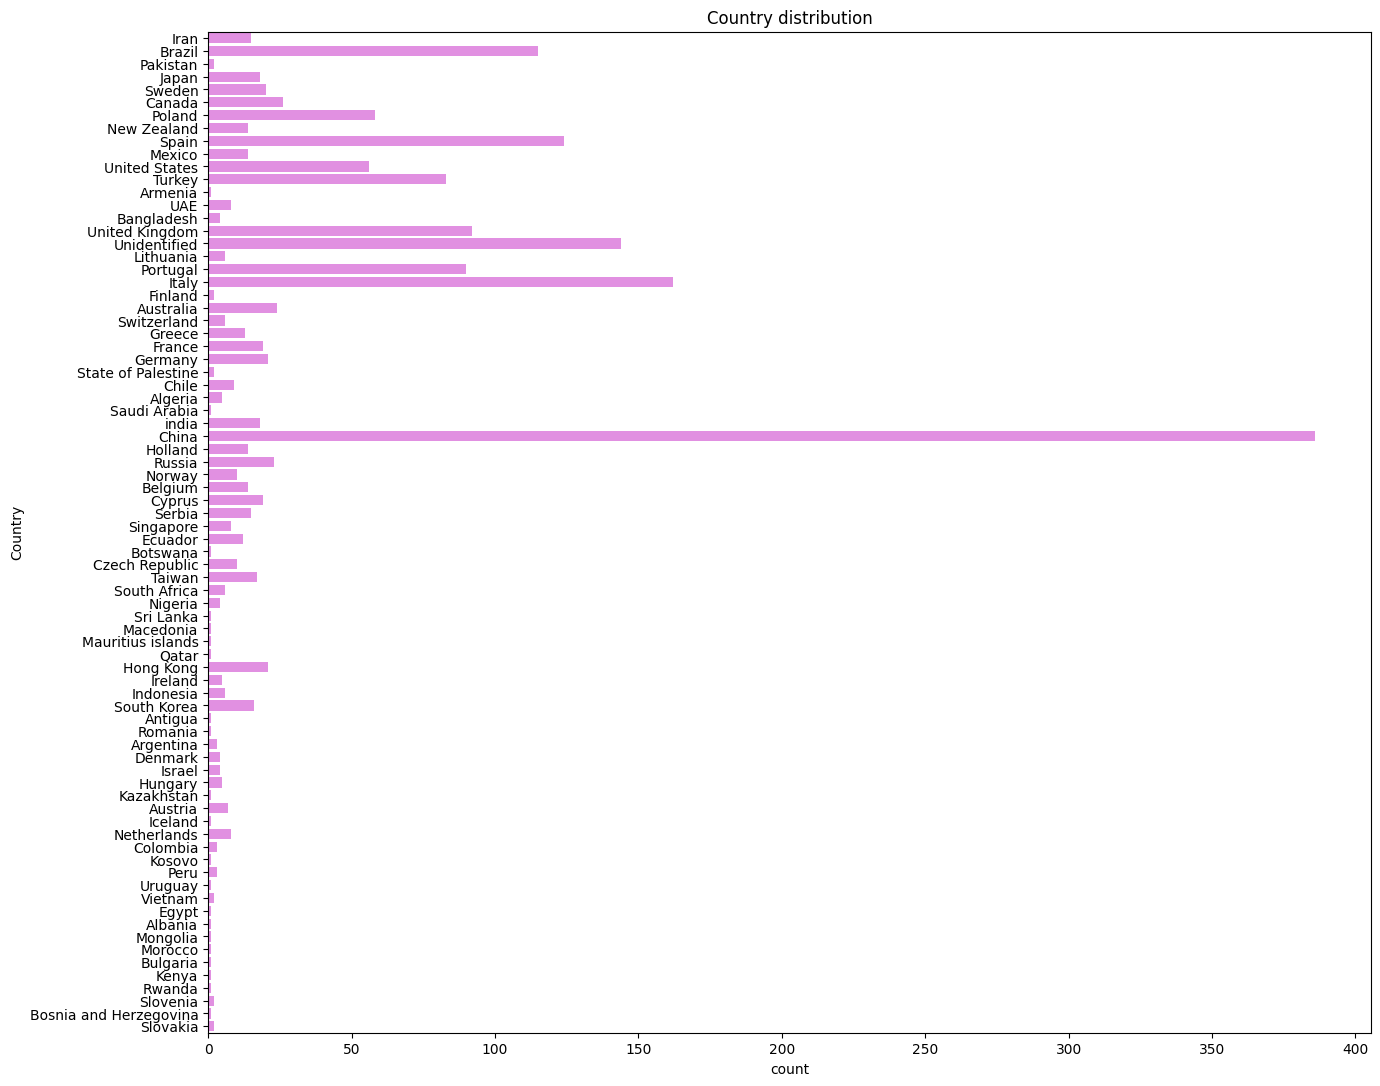 Country distribution
Iran
Brazil
Pakistan
Japan
Sweden
Canada
Poland
New Zealand
Spain
Mexico
United States
Turkey
Armenia
UAE
Bangladesh
United Kingdom
Unidentified
Lithuania
Portugal
Italy
Finland
Australia
Switzerland
Greece
France
Germany
State of Palestine
Chile
Algeria
Saudi Arabia
india
China
Holland
Russia
Norway
Belgium
Cyprus
Serbia
Singapore
Ecuador
Botswana
Czech Republic
Taiwan
South Africa
Nigeria
Sri Lanka
Macedonia
Mauritius islands
Qatar
Hong Kong
Ireland
Indonesia
South Korea
Antigua
Romania
Argentina
Denmark
Israel
Hungary
Kazakhstan
Austria
Iceland
Netherlands
Colombia
Kosovo
Peru
Uruguay
Vietnam
Egypt
Albania
Mongolia
Morocco
Bulgaria
Kenya
Rwanda
Slovenia
Bosnia and Herzegovina
Slovakia
Country
0 50 100 150 200 250 300 350 400
count